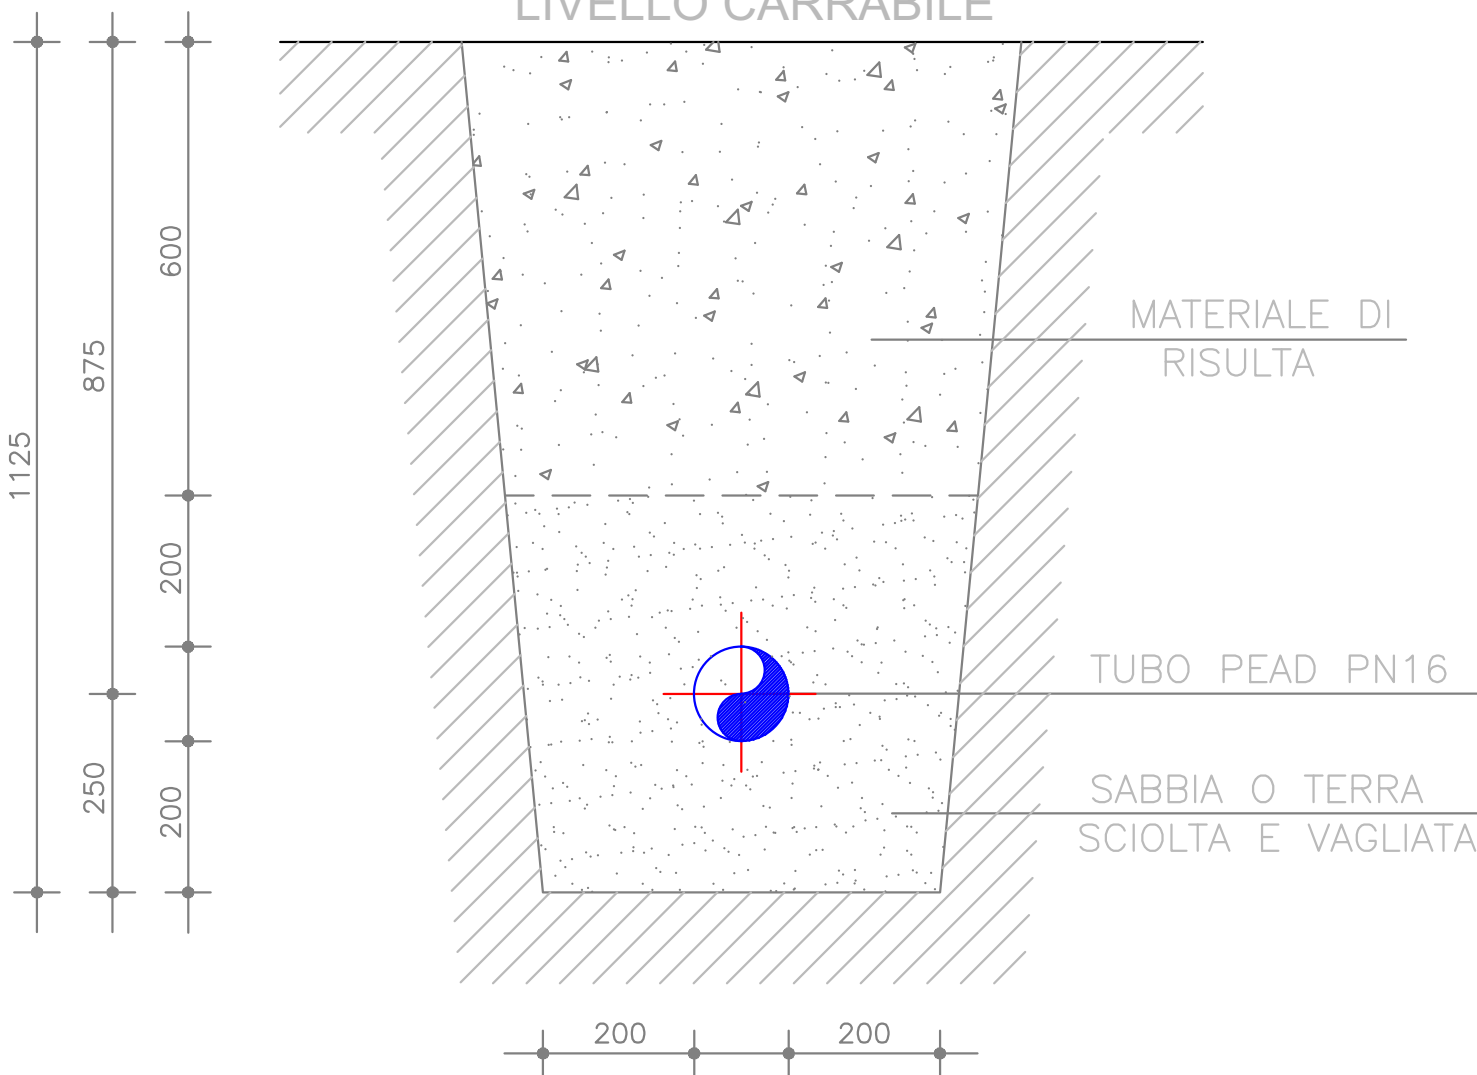 LIVELLO CARRABILE
600
875
1125
MATERIALE DI
RISULTA
200
TUBO PEAD PN16
250
200
SABBIA O TERRA
SCIOLTA E VAGLIATA
200
200